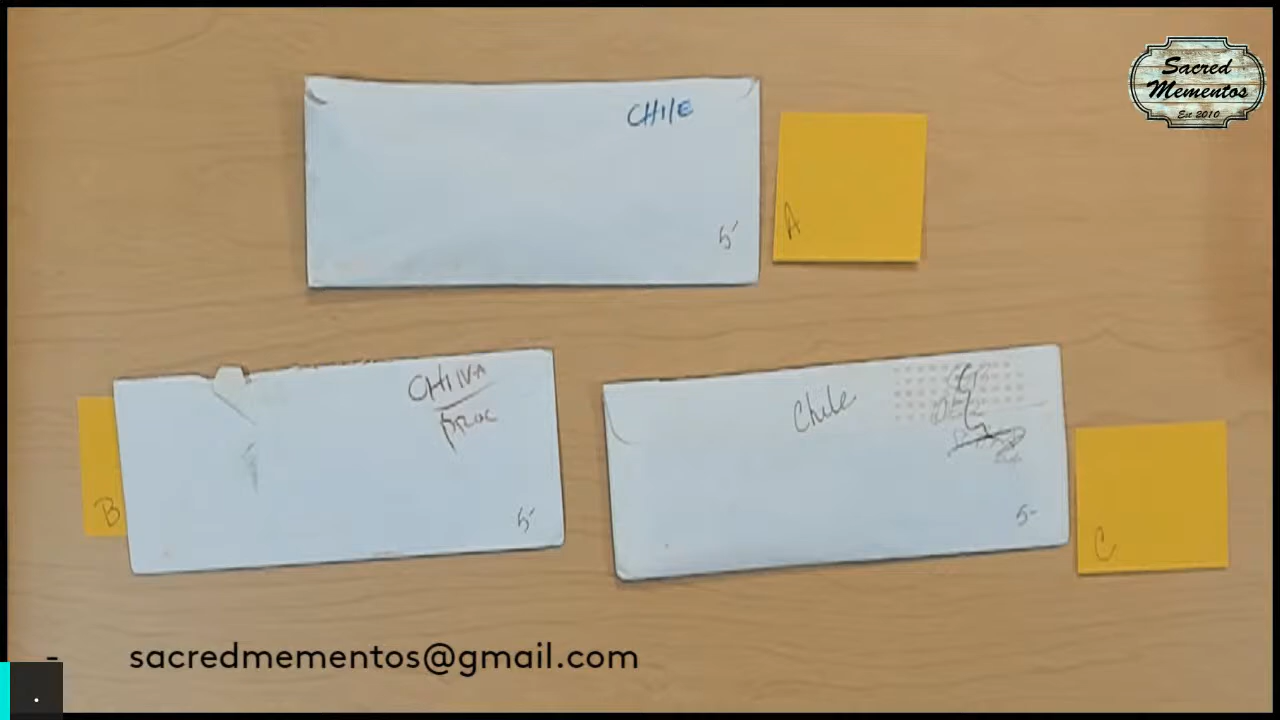 Sacred
Mementos
Est 2010
CHILE
5-
A
CHINA
PROC
5-
B
Chile
5-
C
- sacredmementos@gmail.com